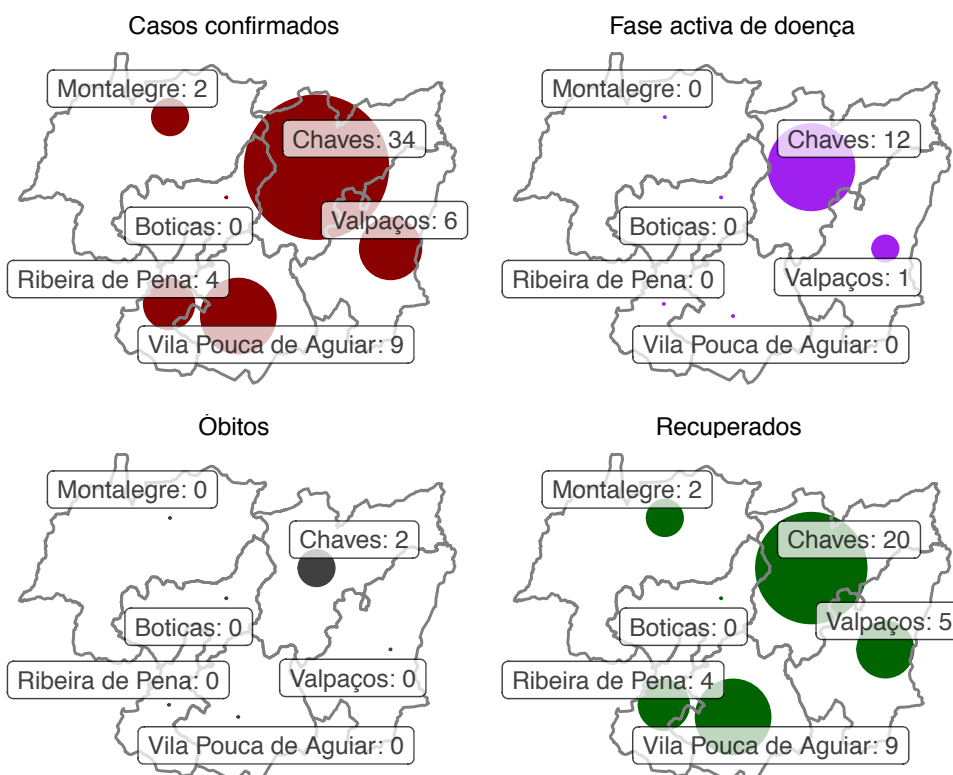 Casos confirmados
Montalegre: 2
Chaves: 34
Valpaços: 6
Boticas: 0
Ribeira de Pena: 4
Vila Pouca de Aguiar: 9
Fase activa de doença
Montalegre: 0
Chaves: 12
Boticas: 0
Ribeira de Pena: 0
Valpaços: 1
Vila Pouca de Aguiar: 0
Óbitos
Montalegre: 0
Chaves: 2
Boticas: 0
Ribeira de Pena: 0
Valpaços: 0
Vila Pouca de Aguiar: 0
Recuperados
Montalegre: 2
Chaves: 20
Valpaços: 5
Boticas: 0
Ribeira de Pena: 4
Vila Pouca de Aguiar: 9